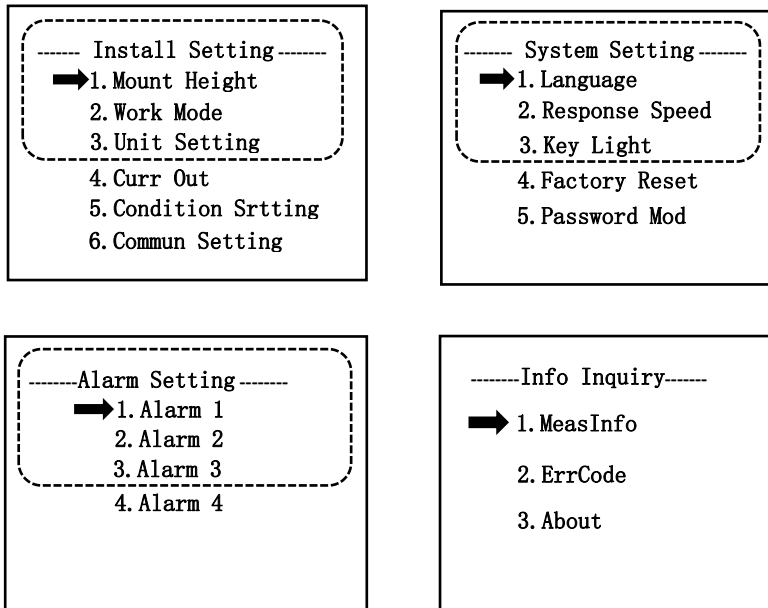 ------- Install Setting--------
1. Mount Height
2. Work Mode
3. Unit Setting
4. Curr Out
5. Condition Srtting
6. Commun Setting
------- System Setting--------
1. Language
2. Response Speed
3. Key Light
4. Factory Reset
5. Password Mod
--------Alarm Setting--------
1. Alarm 1
2. Alarm 2
3. Alarm 3
4. Alarm 4
--------Info Inquiry-------
1. MeasInfo
2. ErrCode
3. About